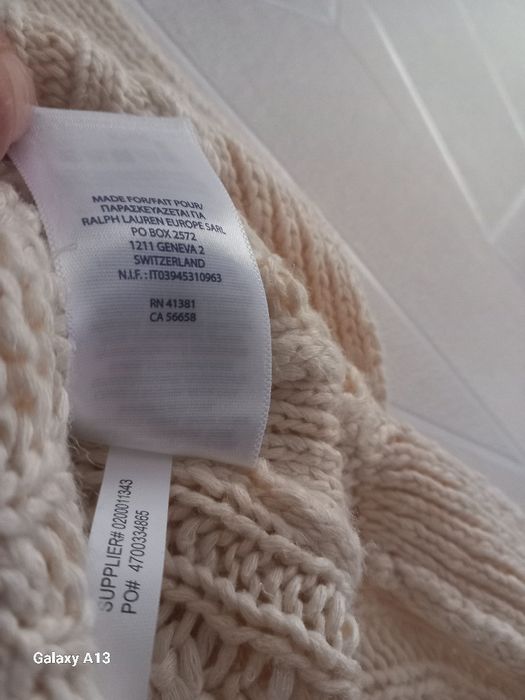 MADE FOR/FAIT POUR/
ΠΑΡΑΣΚΕΥΑΖΕΤΑΙ ΓΙΑ
RALPH LAUREN EUROPE SARL
PO BOX 2572
1211 GENEVA 2
SWITZERLAND
N.I.F. : IT03945310963
RN 41381
CA 56658
SUPPLIER# 0200011343
PO# 4700334865
Galaxy A13